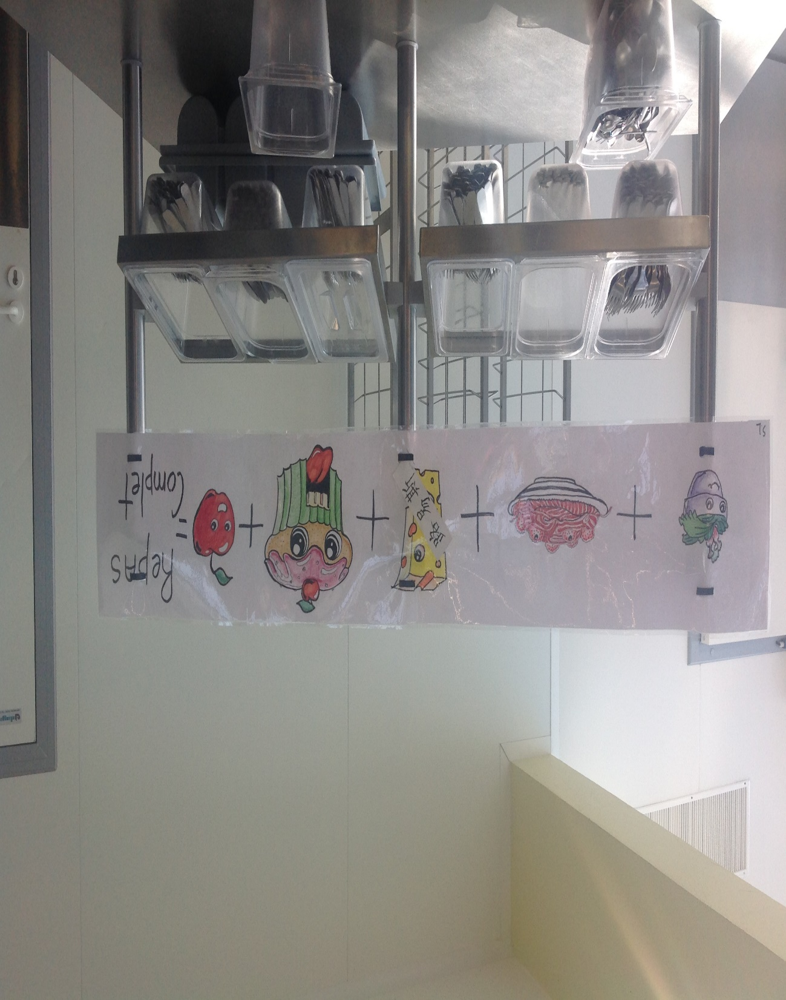 + + + + = Repas
Complet